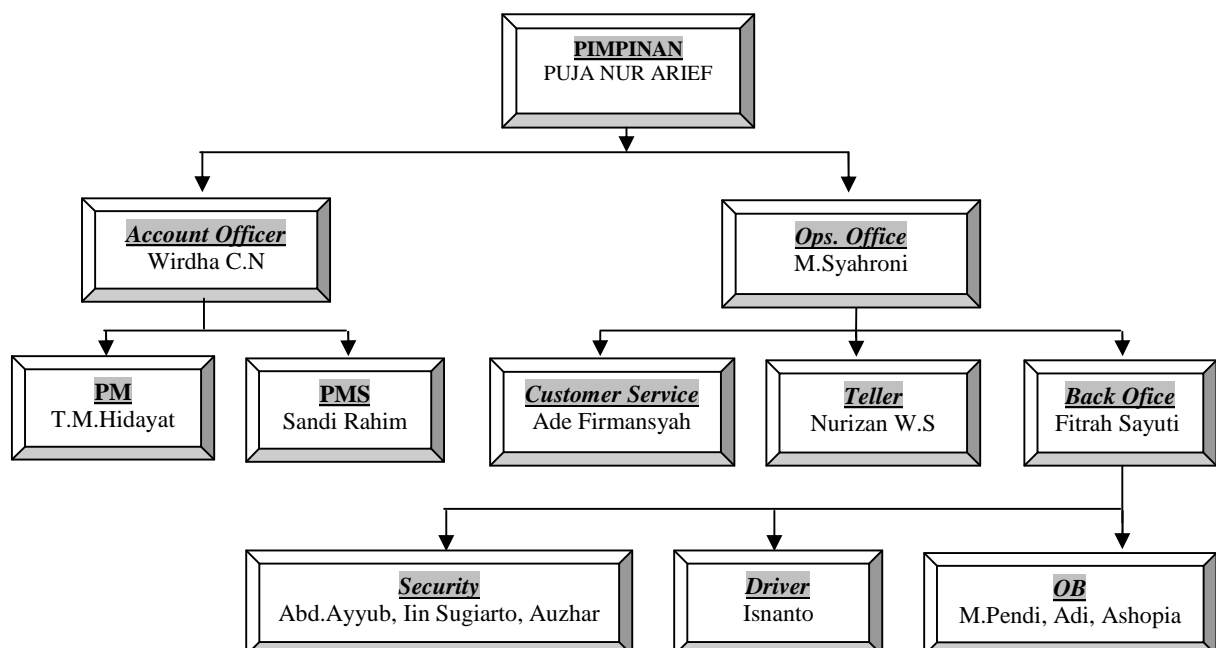 PIMPINAN
PUJA NUR ARIEF
Account Officer
Wirdha C.N
Ops. Office
M.Syahroni
PM
T.M.Hidayat
PMS
Sandi Rahim
Customer Service
Ade Firmansyah
Teller
Nurizan W.S
Back Ofice
Fitrah Sayuti
Security
Abd.Ayyub, Iin Sugiarto, Auzhar
Driver
Isnanto
OB
M.Pendi, Adi, Ashopia